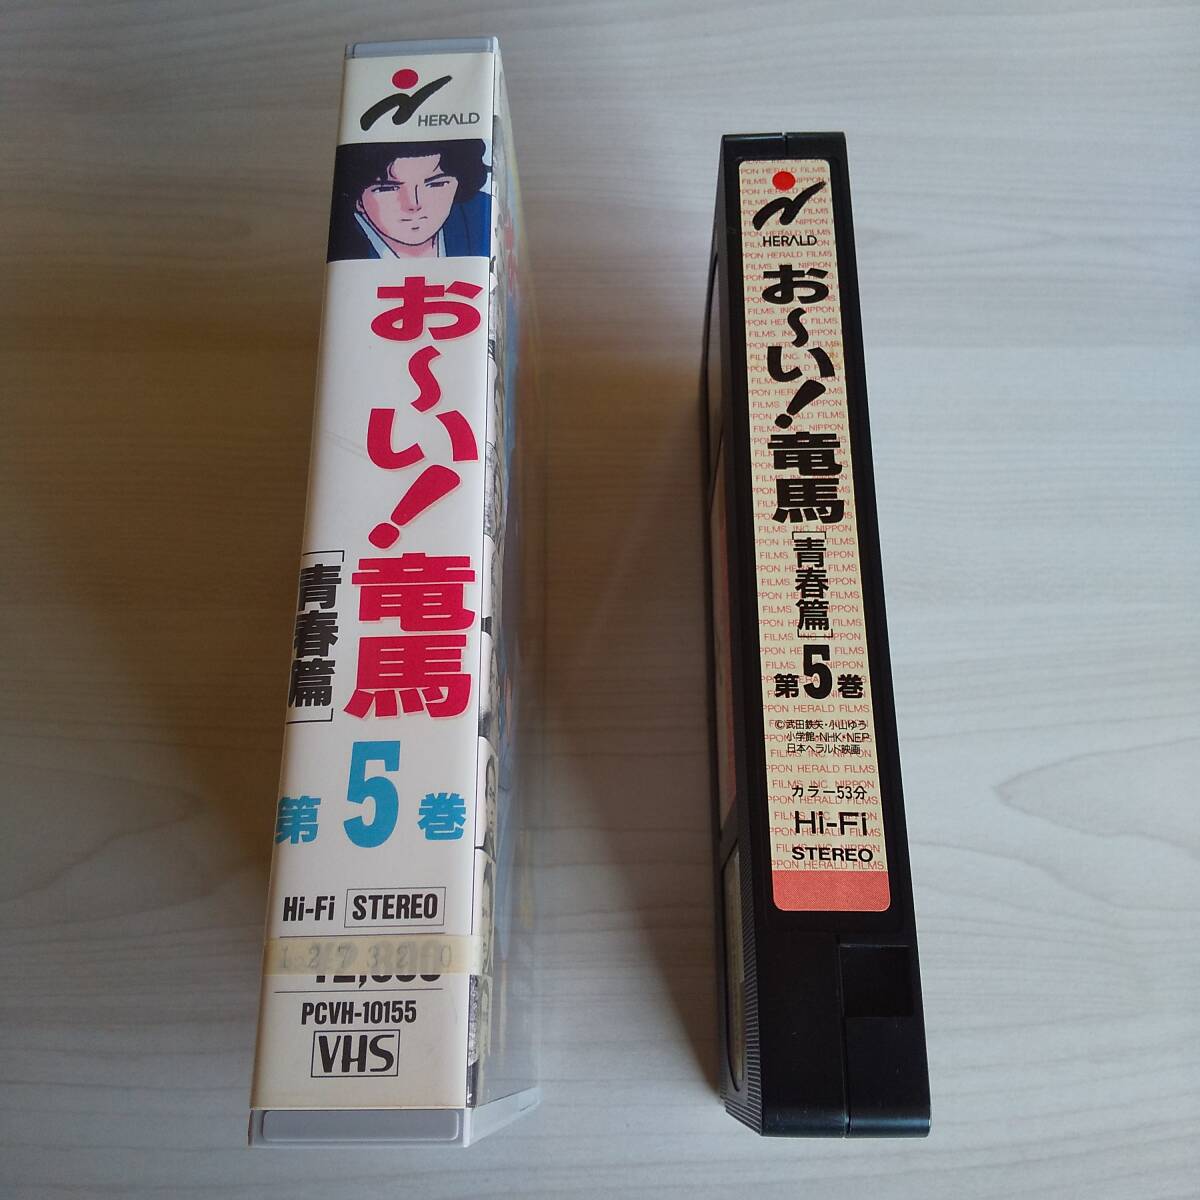 HERALD
お〜い!竜馬
[青春篇]
第5巻
Hi-Fi STEREO
PCVH-10155
VHS
HERALD
お〜い!竜馬
[青春篇]
第5巻
©武田鉄矢・小山ゆう
小学館・NHK・NEP
日本ヘラルド映画
カラー53分
Hi-Fi
STEREO